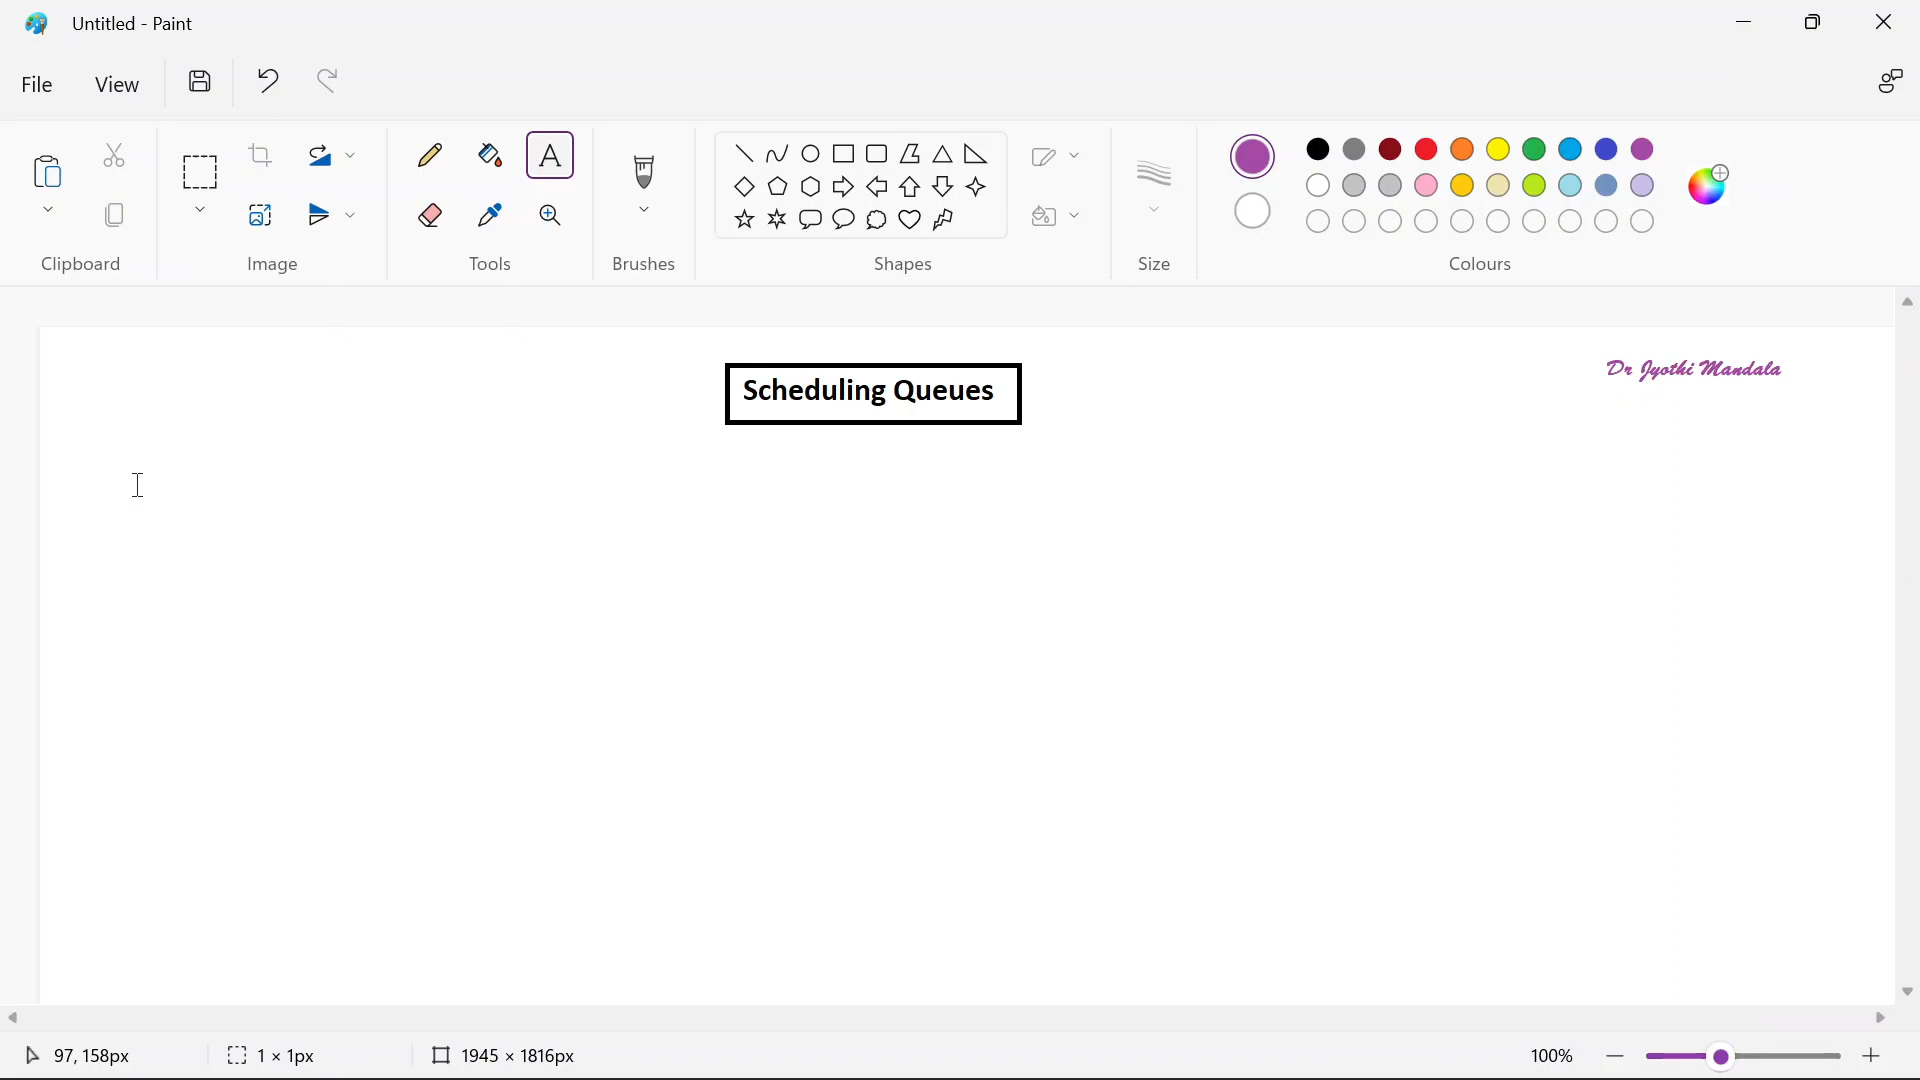 Untitled - Paint
File View
Clipboard Image Tools Brushes Shapes Size Colours
Scheduling Queues
Dr Jyothi Mandala
97, 158px 1 × 1px 1945 × 1816px 100%